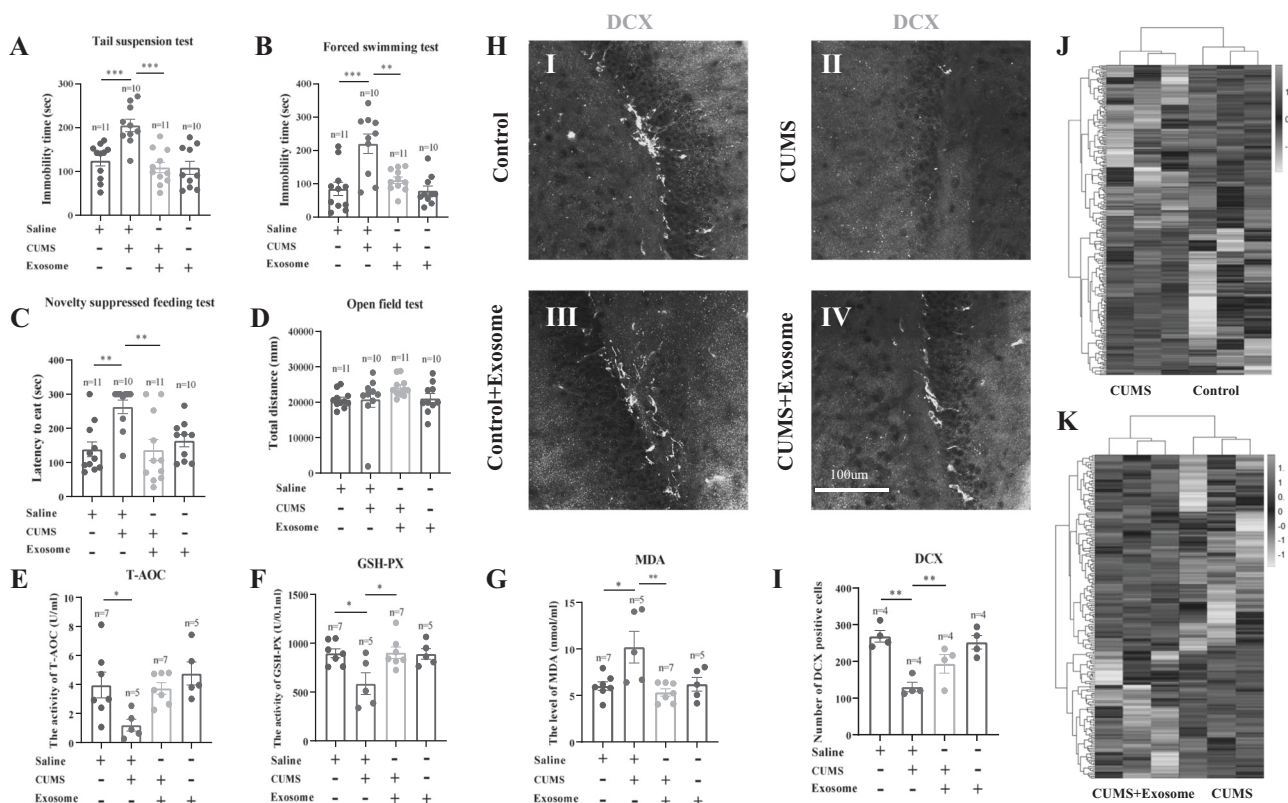 A
Tail suspension test
Immobility time (sec)
300
200
100
0
n=11
n=10
n=11
n=10
***
***
Saline + + - -
CUMS - + + -
Exosome - - + +
B
Forced swimming test
Immobility time (sec)
400
300
200
100
0
n=11
n=10
n=11
n=10
***
**
Saline + + - -
CUMS - + + -
Exosome - - + +
C
Novelty suppressed feeding test
Latency to eat (sec)
400
300
200
100
0
n=11
n=10
n=11
n=10
**
**
Saline + + - -
CUMS - + + -
Exosome - - + +
D
Open field test
Total distance (mm)
40000
30000
20000
10000
0
n=11
n=10
n=11
n=10
Saline + + - -
CUMS - + + -
Exosome - - + +
E
T-AOC
The activity of T-AOC (U/ml)
10
8
6
4
2
0
n=7
n=5
n=7
n=5
*
Saline + + - -
CUMS - + + -
Exosome - - + +
F
GSH-PX
The activity of GSH-PX (U/0.1ml)
1500
1000
500
0
n=7
n=5
n=7
n=5
*
*
Saline + + - -
CUMS - + + -
Exosome - - + +
G
MDA
The level of MDA (nmol/ml)
15
10
5
0
n=7
n=5
n=7
n=5
*
**
Saline + + - -
CUMS - + + -
Exosome - - + +
H
DCX
DCX
I
Control
II
CUMS
III
Control+Exosome
IV
CUMS+Exosome
100um
I
DCX
Number of DCX positive cells
400
300
200
100
0
n=4
n=4
n=4
n=4
**
**
Saline + + - -
CUMS - + + -
Exosome - - + +
J
CUMS
Control
K
1.
1
0
0
-1
-1
CUMS+Exosome
CUMS